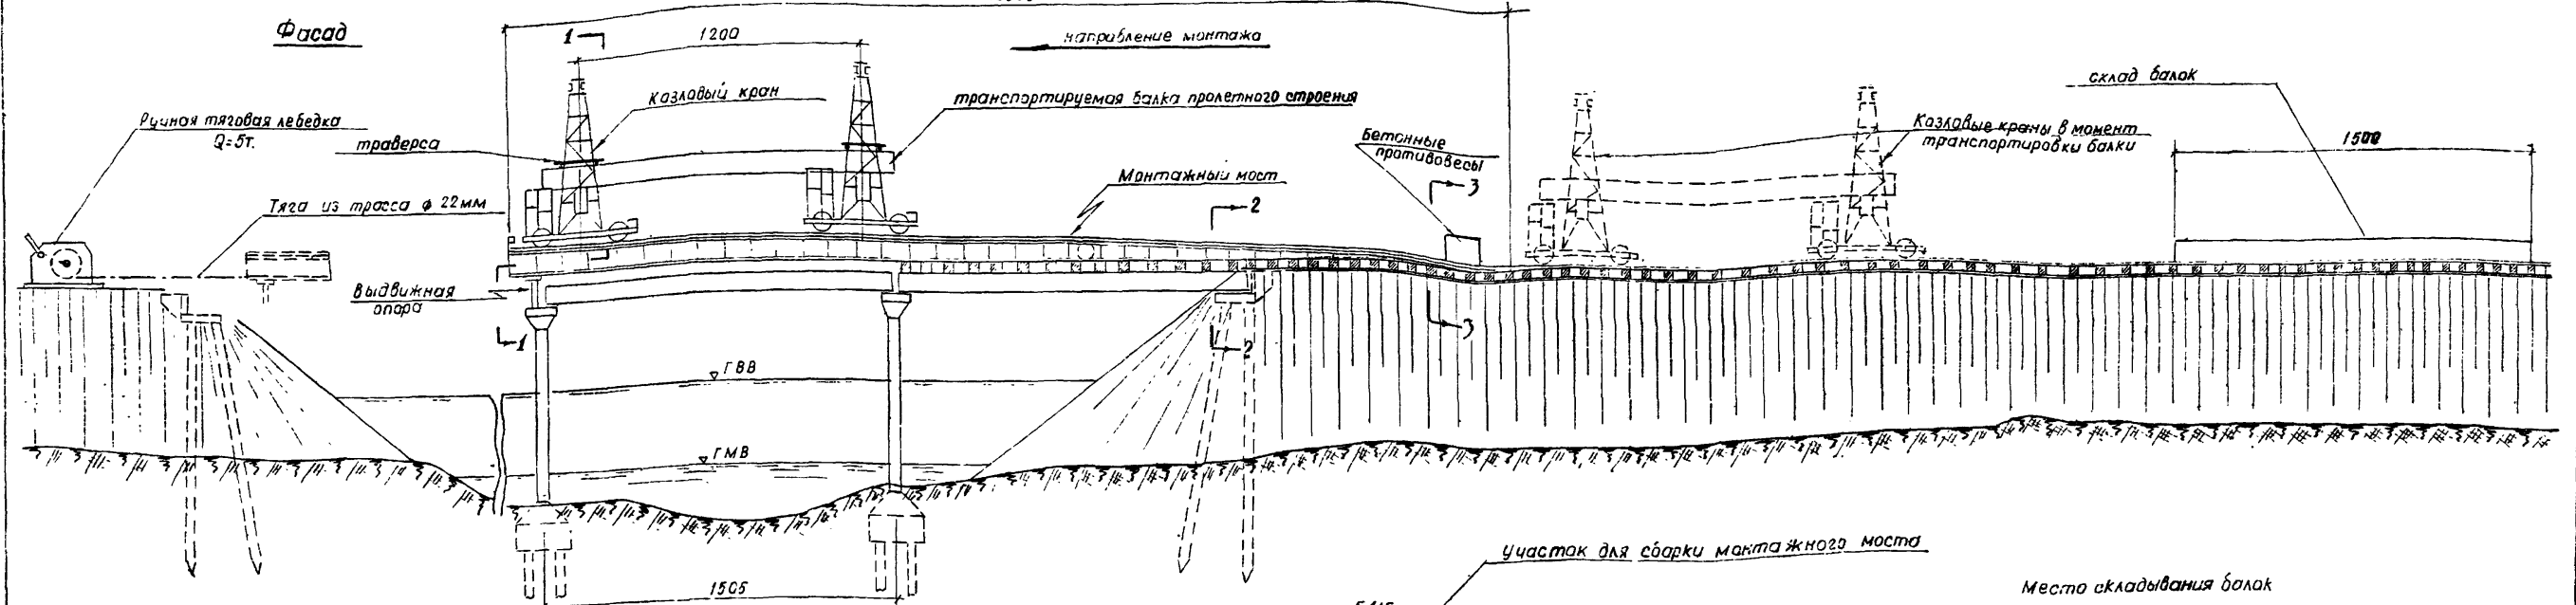 Фасад
1
1200
направление монтажа
Козловый кран
транспортируемая балка пролетного строения
склад балок
Ручная тяговая лебедка
Q=5т.
траверса
Бетонные
противовесы
Козловые краны в момент
транспортировки балки
1500
Тяга из трасса ϕ 22мм
Монтажный мост
2
3
выдвижная
опора
1
2
3
ГВВ
ГМВ
1505
Участок для сборки монтажного моста
Место складывания балок